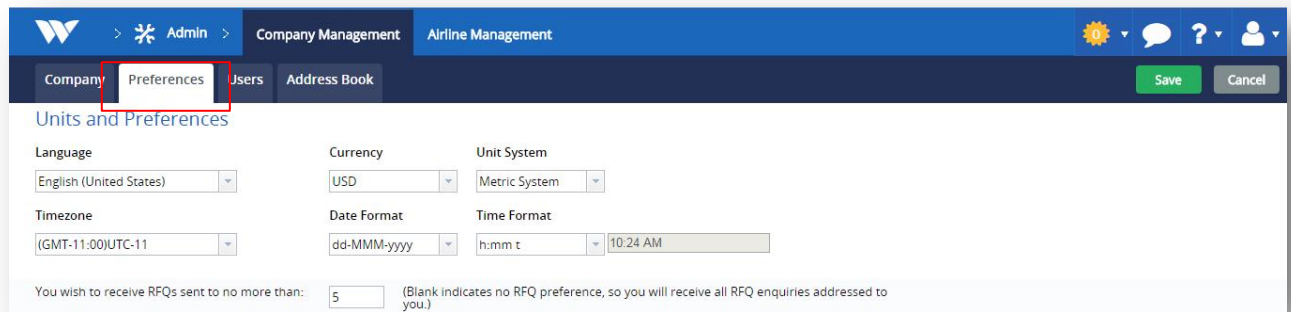 > Admin > Company Management Airline Management 0 ?
Company Preferences Users Address Book Save Cancel
Units and Preferences
Language Currency Unit System
English (United States) USD Metric System
Timezone Date Format Time Format
(GMT-11:00)UTC-11 dd-MMM-yyyy h:mm t 10:24 AM
You wish to receive RFQs sent to no more than: 5 (Blank indicates no RFQ preference, so you will receive all RFQ enquiries addressed to
you.)